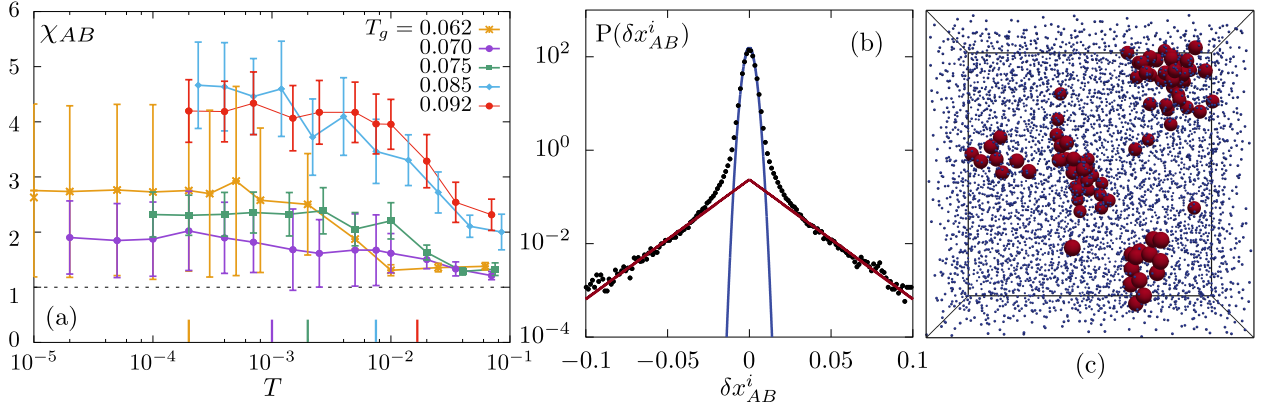 χ_AB
T_g = 0.062
0.070
0.075
0.085
0.092
6
5
4
3
2
1
0
(a)
10^−5 10^−4 10^−3 10^−2 10^−1
T
P(δx^i_AB)
(b)
10^2
10^0
10^−2
10^−4
−0.1 −0.05 0 0.05 0.1
δx^i_AB
(c)